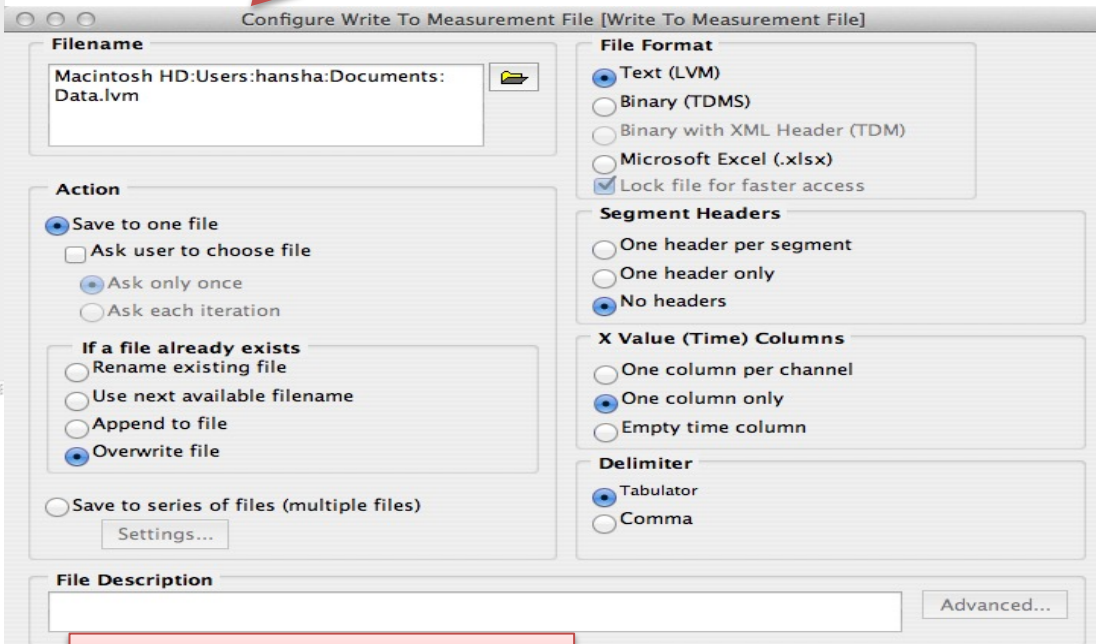 Configure Write To Measurement File [Write To Measurement File]
Filename
Macintosh HD:Users:hansha:Documents:
Data.lvm
Action
Save to one file
Ask user to choose file
Ask only once
Ask each iteration
If a file already exists
Rename existing file
Use next available filename
Append to file
Overwrite file
Save to series of files (multiple files)
Settings...
File Format
Text (LVM)
Binary (TDMS)
Binary with XML Header (TDM)
Microsoft Excel (.xlsx)
Lock file for faster access
Segment Headers
One header per segment
One header only
No headers
X Value (Time) Columns
One column per channel
One column only
Empty time column
Delimiter
Tabulator
Comma
File Description
Advanced...